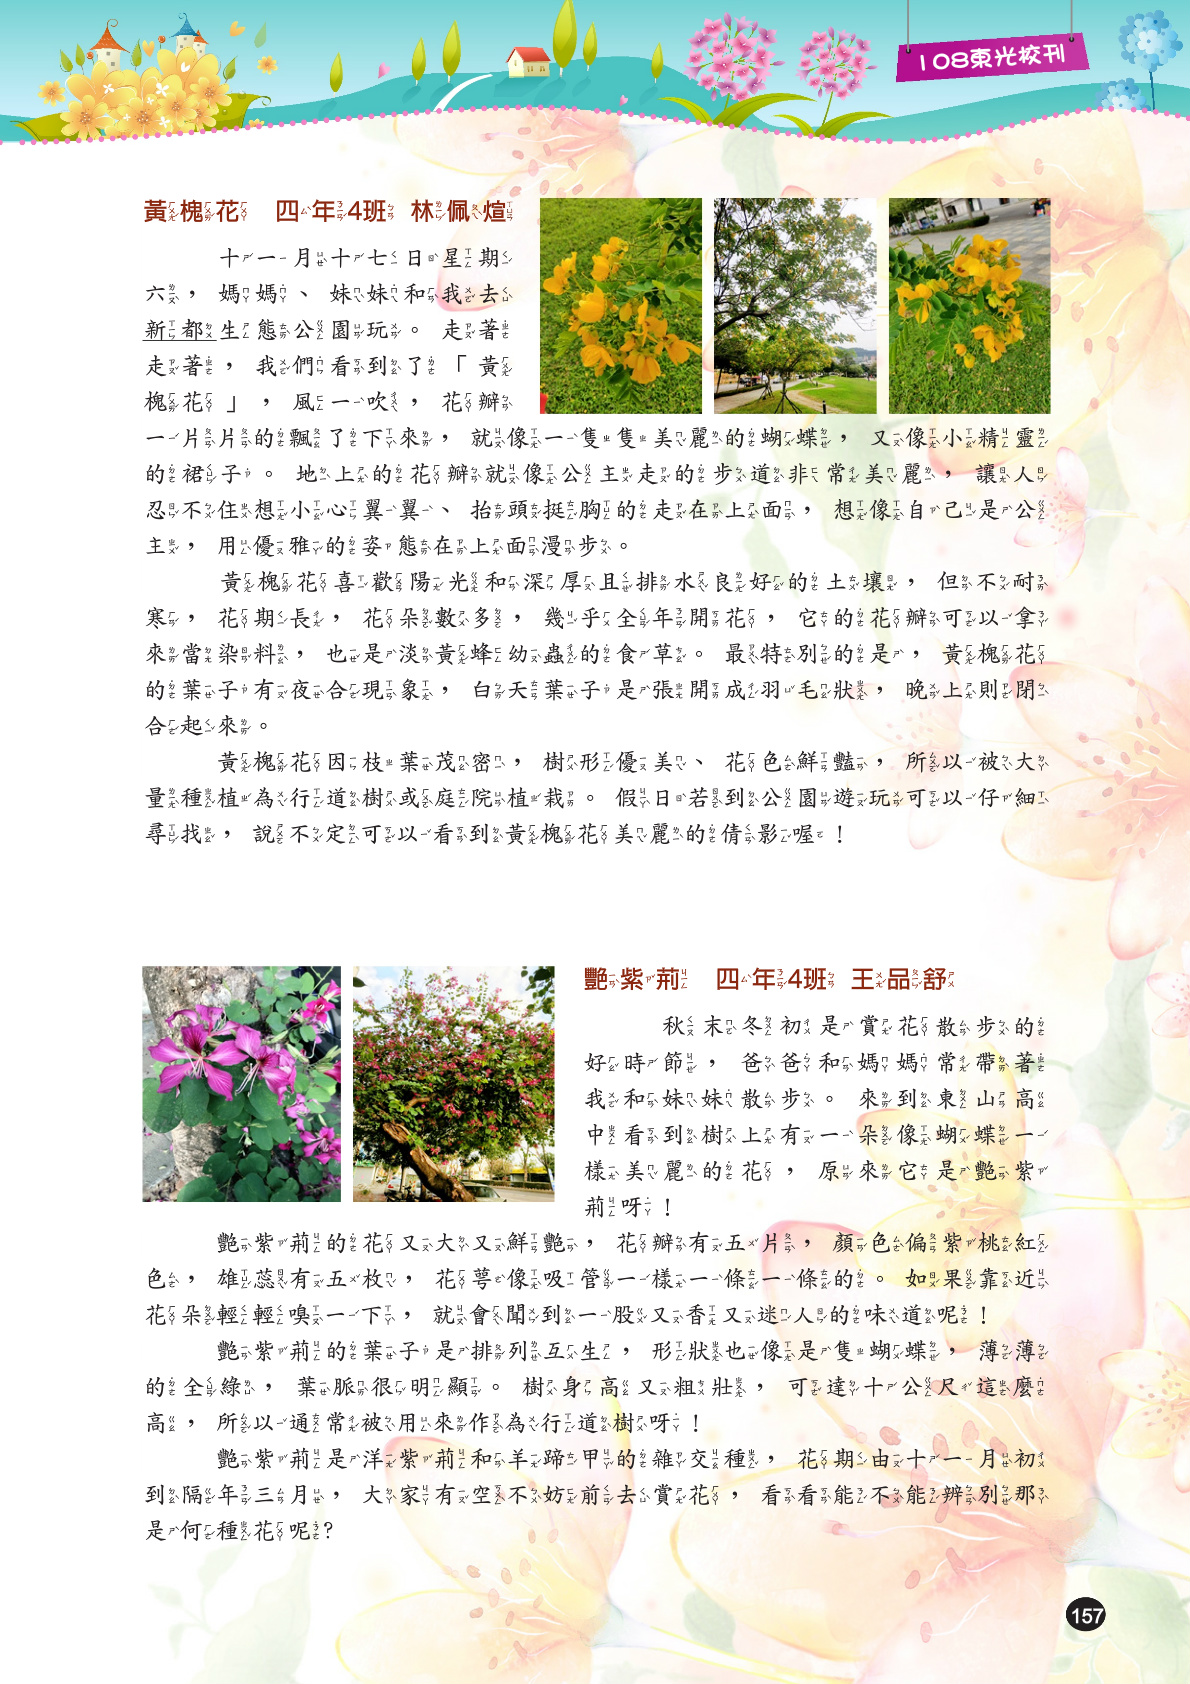 108東光校刊
黃槐花 四年4班 林佩煊
十一月十七日星期
六，媽媽、妹妹和我去
新都生態公園玩。走著
走著，我們看到了「黃
槐花」，風一吹，花瓣
一片片的飄了下來，就像一隻隻美麗的蝴蝶，又像小精靈
的裙子。地上的花瓣就像公主走的步道非常美麗，讓人
忍不住想小心翼翼、抬頭挺胸的走在上面，想像自己是公
主，用優雅的姿態在上面漫步。
黃槐花喜歡陽光和深厚且排水良好的土壤，但不耐
寒，花期長，花朵數多，幾乎全年開花，它的花瓣可以拿
來當染料，也是淡黃蜂幼蟲的食草。最特別的是，黃槐花
的葉子有夜合現象，白天葉子是張開成羽毛狀，晚上則閉
合起來。
黃槐花因枝葉茂密，樹形優美、花色鮮豔，所以被大
量種植為行道樹或庭院植栽。假日若到公園遊玩可以仔細
尋找，說不定可以看到黃槐花美麗的倩影喔！
艷紫荊 四年4班 王品舒
秋末冬初是賞花散步的
好時節，爸爸和媽媽常帶著
我和妹妹散步。來到東山高
中看到樹上有一朵像蝴蝶一
樣美麗的花，原來它是艷紫
荊呀！
艷紫荊的花又大又鮮艷，花瓣有五片，顏色偏紫桃紅
色，雄蕊有五枚，花萼像吸管一樣一條一條的。如果靠近
花朵輕輕嗅一下，就會聞到一股又香又迷人的味道呢！
艷紫荊的葉子是排列互生，形狀也像是隻蝴蝶，薄薄
的全綠，葉脈很明顯。樹身高又粗壯，可達十公尺這麼
高，所以通常被用來作為行道樹呀！
艷紫荊是洋紫荊和羊蹄甲的雜交種，花期由十一月初
到隔年三月，大家有空不妨前去賞花，看看能不能辨別那
是何種花呢？
157